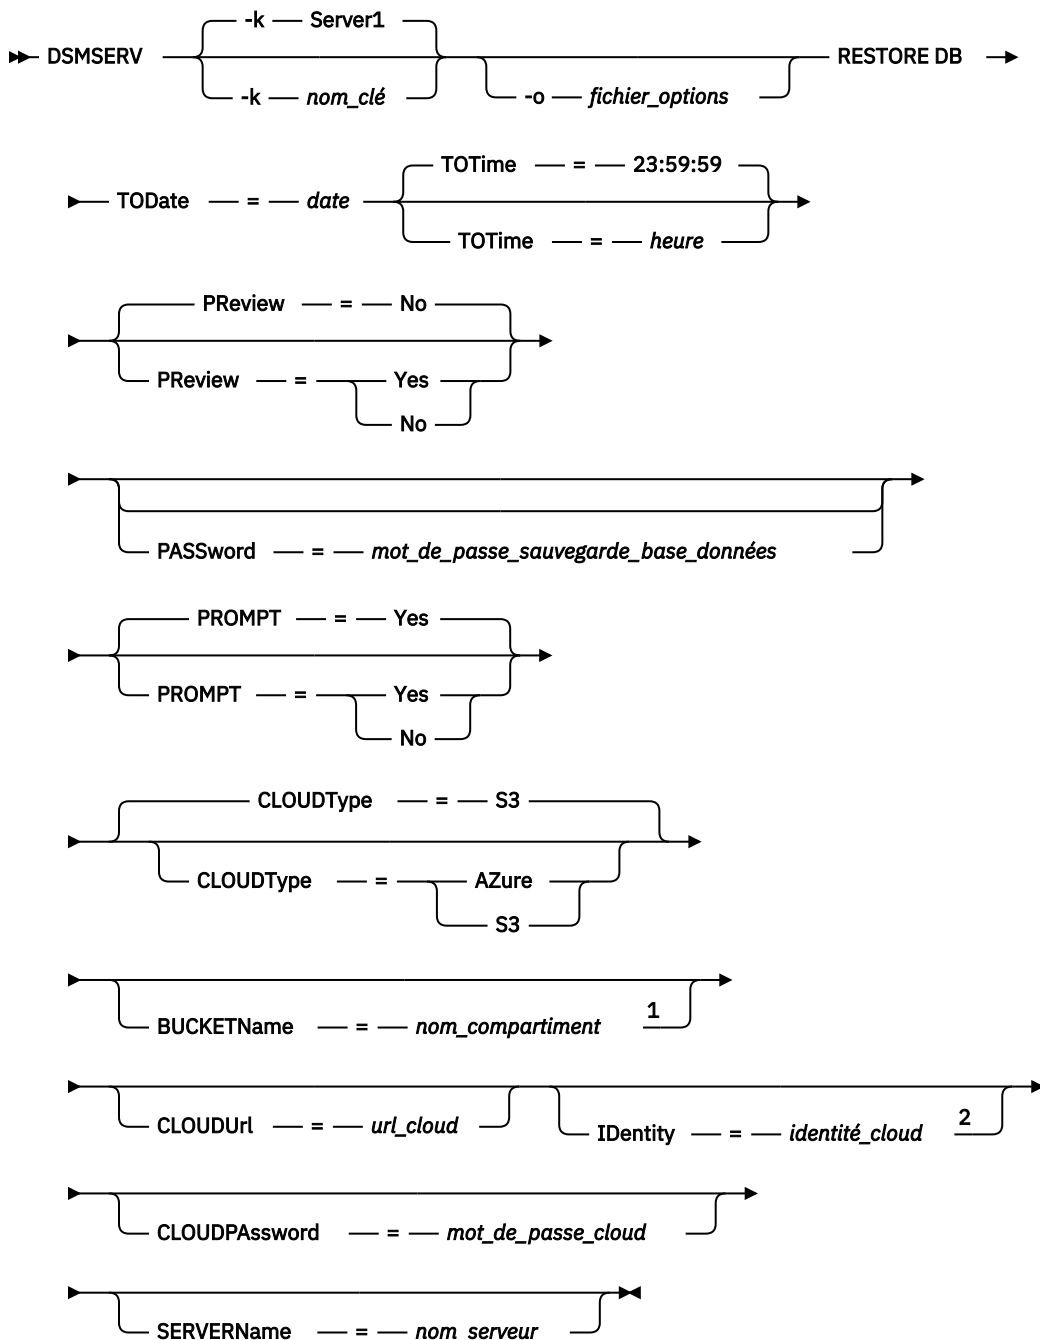 -k Server1
DSMSERV RESTORE DB
-k nom_clé
-o fichier_options
TOTime = 23:59:59
TODate = date
TOTime = heure
PReview = No
PReview = Yes
No
PASSword = mot_de_passe_sauvegarde_base_données
PROMPT = Yes
PROMPT = Yes
No
CLOUDType = S3
CLOUDType = AZure
S3
BUCKETName = nom_compartiment 1
CLOUDUrl = url_cloud
IDentity = identité_cloud 2
CLOUDPAssword = mot_de_passe_cloud
SERVERName = nom_serveur